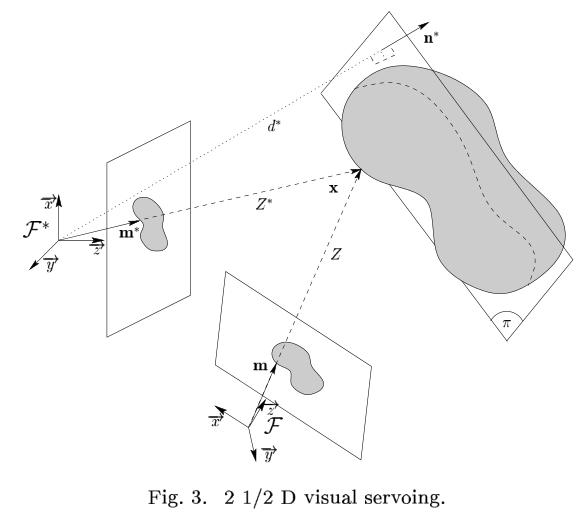 n*
d*
x
x
Z*
F*
m*
z
y
Z
π
m
z
x
F
y
Fig. 3. 2 1/2 D visual servoing.